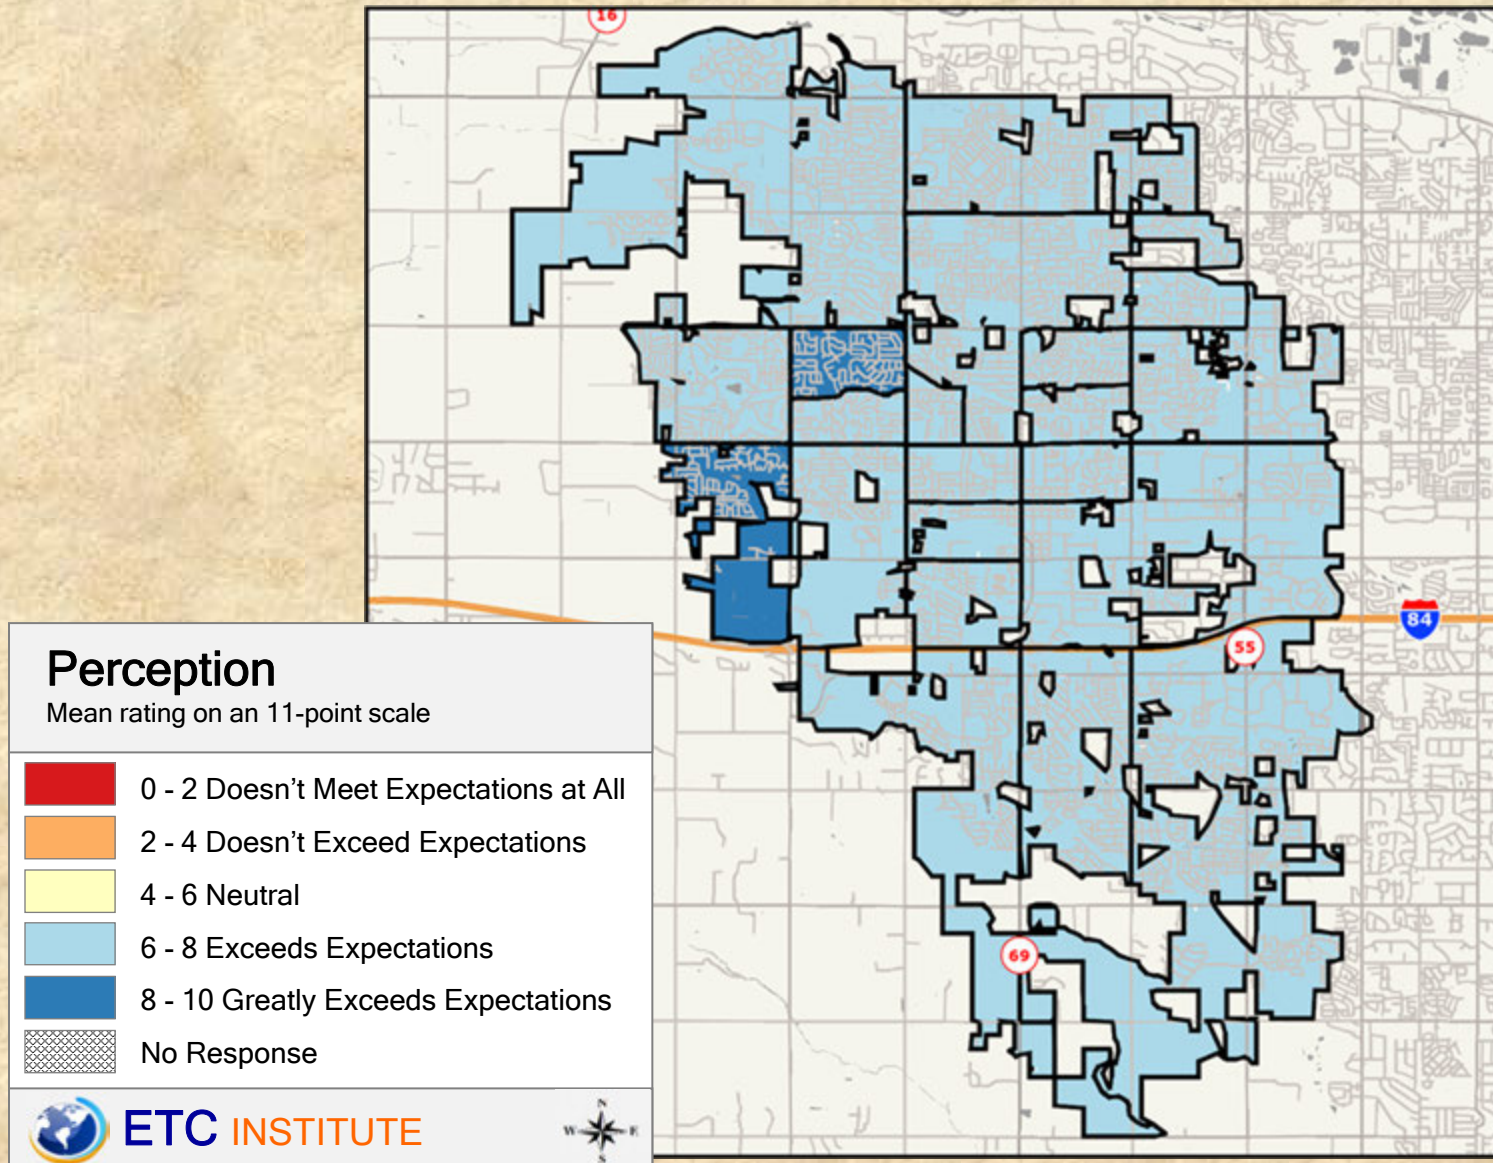 16
84
55
69
Perception
Mean rating on an 11-point scale
0 - 2 Doesn't Meet Expectations at All
2 - 4 Doesn't Exceed Expectations
4 - 6 Neutral
6 - 8 Exceeds Expectations
8 - 10 Greatly Exceeds Expectations
No Response
ETC INSTITUTE
N
W E
S